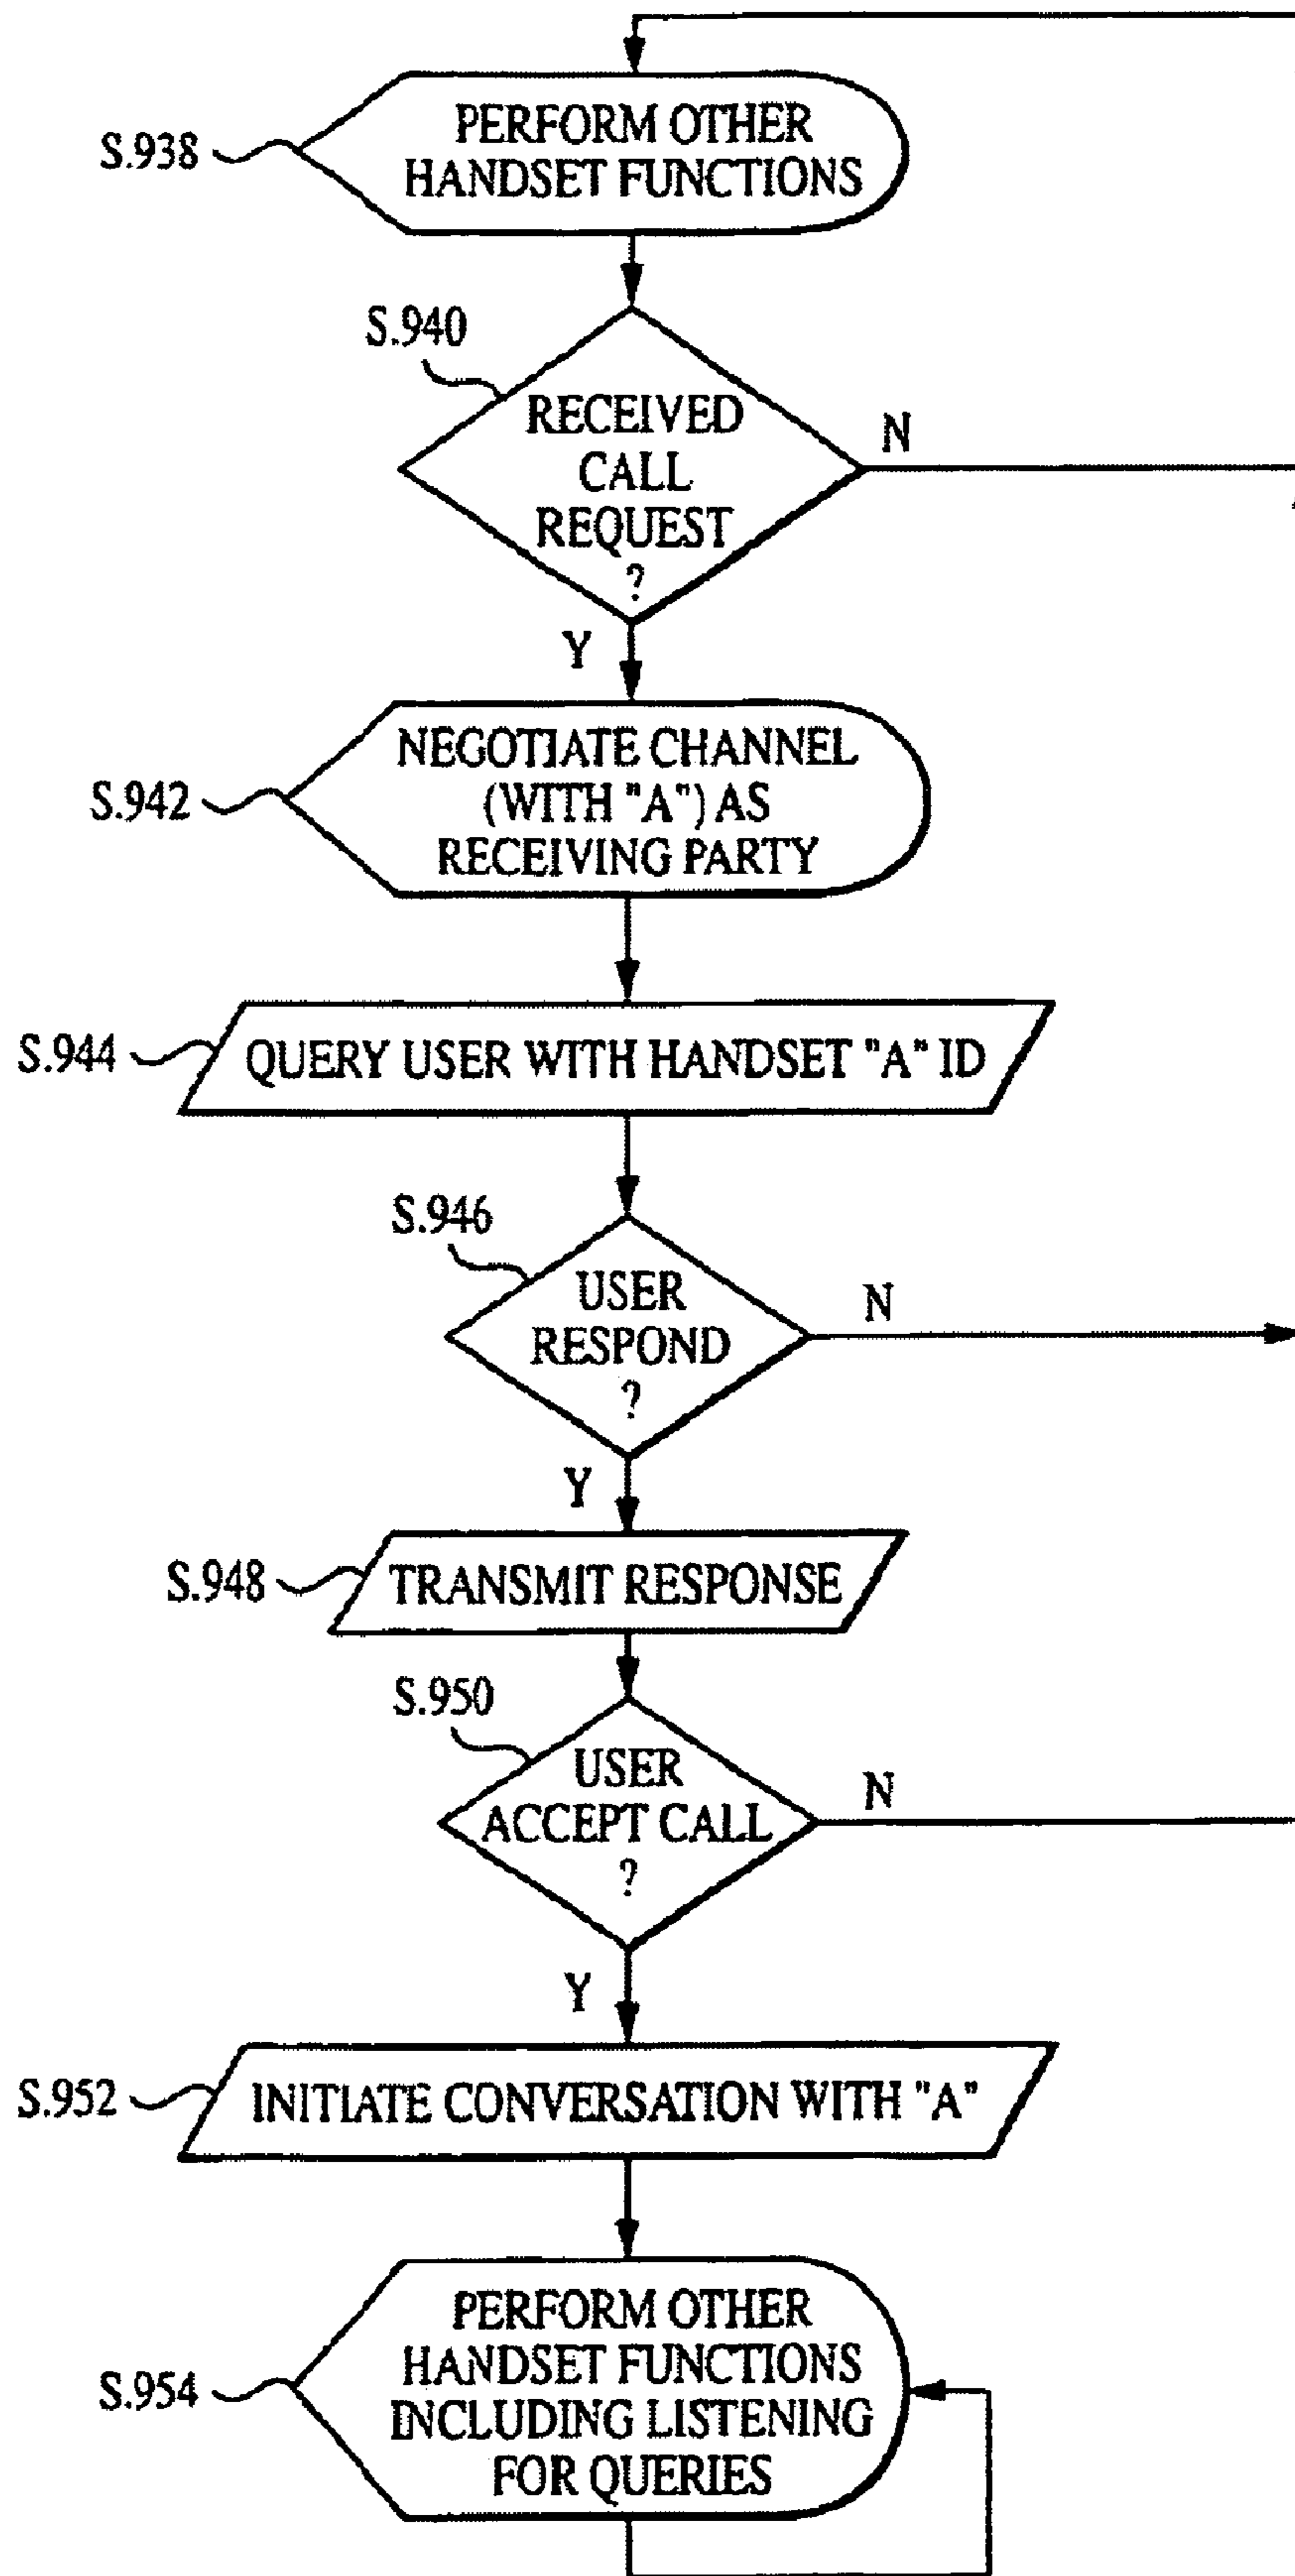 S.938
PERFORM OTHER
HANDSET FUNCTIONS
S.940
RECEIVED
CALL
REQUEST
?
N
Y
S.942
NEGOTIATE CHANNEL
(WITH "A") AS
RECEIVING PARTY
S.944
QUERY USER WITH HANDSET "A" ID
S.946
USER
RESPOND
?
N
Y
S.948
TRANSMIT RESPONSE
S.950
USER
ACCEPT CALL
?
N
Y
S.952
INITIATE CONVERSATION WITH "A"
S.954
PERFORM OTHER
HANDSET FUNCTIONS
INCLUDING LISTENING
FOR QUERIES